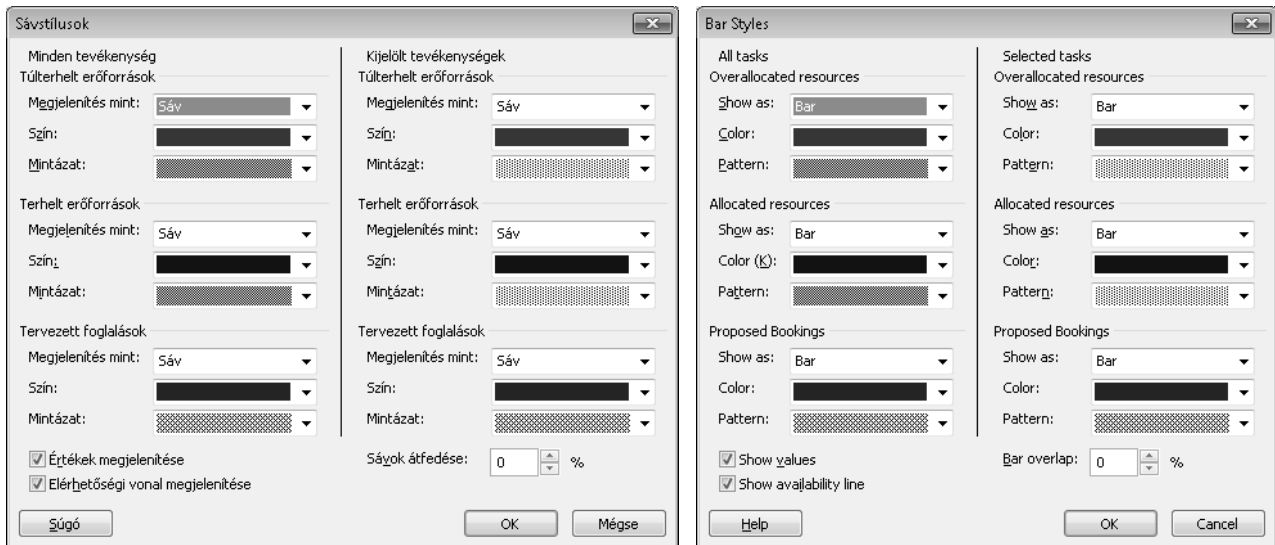 Sávstílusok
Minden tevékenység
Túlterhelt erőforrások
Megjelenítés mint: Sáv
Szín:
Mintázat:
Terhelt erőforrások
Megjelenítés mint: Sáv
Szín:
Mintázat:
Tervezett foglalások
Megjelenítés mint: Sáv
Szín:
Mintázat:
Kijelölt tevékenységek
Túlterhelt erőforrások
Megjelenítés mint: Sáv
Szín:
Mintázat:
Terhelt erőforrások
Megjelenítés mint: Sáv
Szín:
Mintázat:
Tervezett foglalások
Megjelenítés mint: Sáv
Szín:
Mintázat:
Értékek megjelenítése
Elérhetőségi vonal megjelenítése
Sávok átfedése: 0 %
Súgó
OK
Mégse
Bar Styles
All tasks
Overallocated resources
Show as: Bar
Color:
Pattern:
Allocated resources
Show as: Bar
Color (K):
Pattern:
Proposed Bookings
Show as: Bar
Color:
Pattern:
Selected tasks
Overallocated resources
Show as: Bar
Color:
Pattern:
Allocated resources
Show as: Bar
Color:
Pattern:
Proposed Bookings
Show as: Bar
Color:
Pattern:
Show values
Show availability line
Bar overlap: 0 %
Help
OK
Cancel